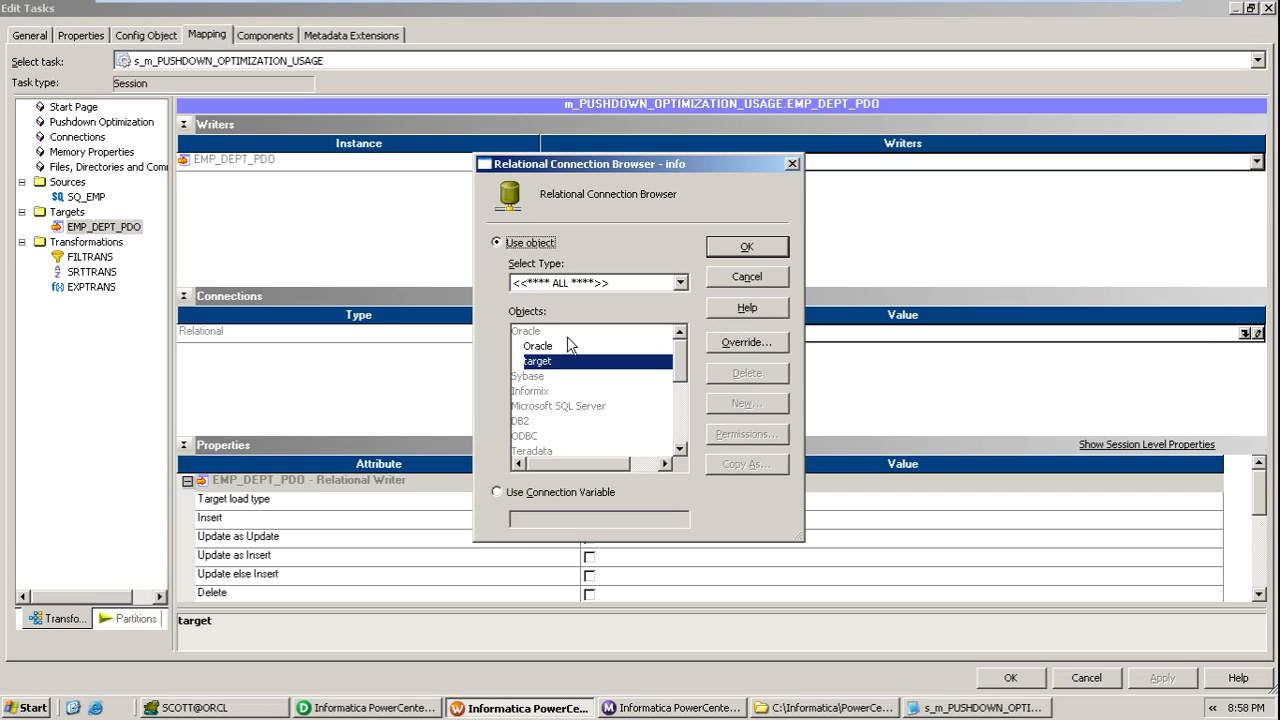 Edit Tasks
General
Properties
Config Object
Mapping
Components
Metadata Extensions
Select task:
s_m_PUSHDOWN_OPTIMIZATION_USAGE
Task type:
Session
Start Page
Pushdown Optimization
Connections
Memory Properties
Files, Directories and Com
Sources
SQ_EMP
Targets
EMP_DEPT_PDO
Transformations
FILTRANS
SRTTRANS
EXPTRANS
Transfo...
Partitions
m_PUSHDOWN_OPTIMIZATION_USAGE.EMP_DEPT_PDO
Writers
Instance
Writers
EMP_DEPT_PDO
Connections
Type
Value
Relational
Properties
Show Session Level Properties
Attribute
Value
EMP_DEPT_PDO - Relational Writer
Target load type
Insert
Update as Update
Update as Insert
Update else Insert
Delete
target
Relational Connection Browser - info
Relational Connection Browser
Use object
Select Type:
<<**** ALL ****>>
Objects:
Oracle
Oracle
target
Sybase
Informix
Microsoft SQL Server
DB2
ODBC
Teradata
Use Connection Variable
OK
Cancel
Help
Override...
Delete
New...
Permissions...
Copy As...
OK
Cancel
Apply
Help
Start
SCOTT@ORCL
Informatica PowerCente...
Informatica PowerCe...
Informatica PowerCente...
C:\Informatica\PowerCe...
s_m_PUSHDOWN_OPTI...
8:58 PM